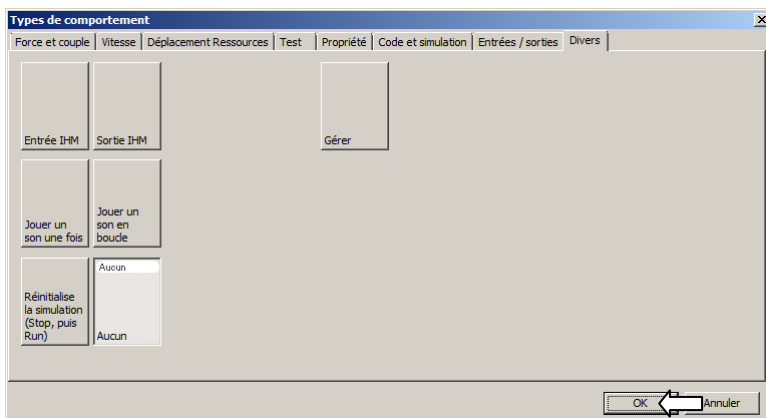 Types de comportement
Force et couple Vitesse Déplacement Ressources Test Propriété Code et simulation Entrées / sorties Divers
Entrée IHM Sortie IHM Gérer
Jouer un
son une fois
Jouer un
son en
boucle
Réinitialise
la simulation
(Stop, puis
Run)
Aucun
Aucun
OK Annuler